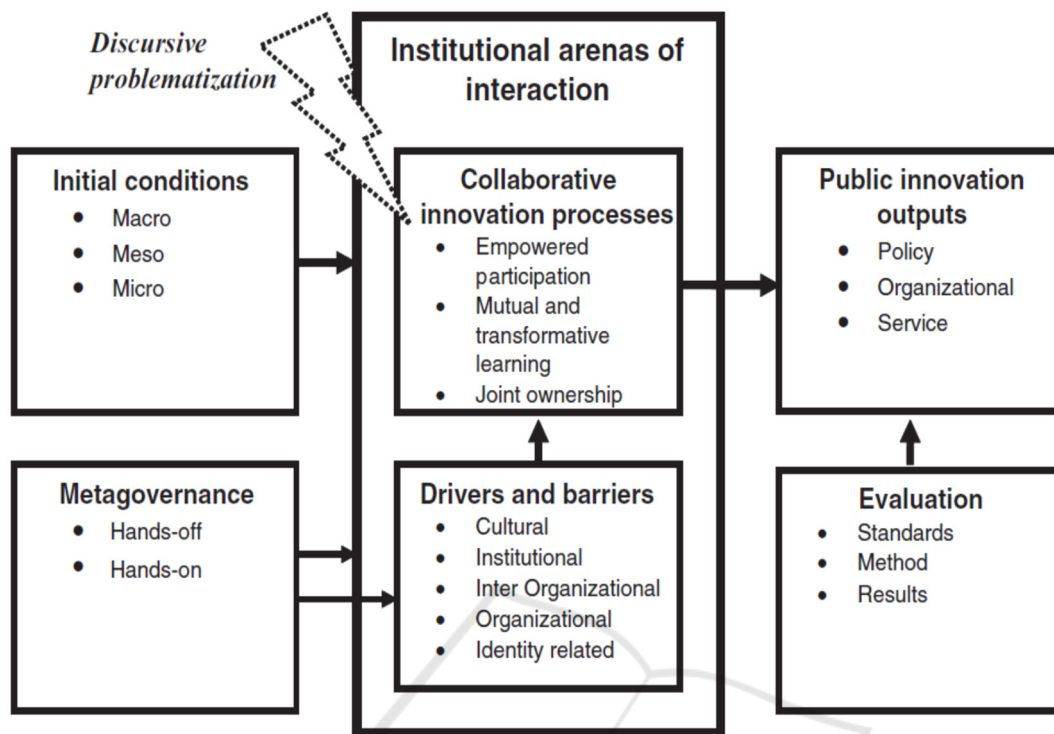 Discursive
problematization
Institutional arenas of
interaction
Initial conditions
• Macro
• Meso
• Micro
Collaborative
innovation processes
• Empowered
participation
• Mutual and
transformative
learning
• Joint ownership
Public innovation
outputs
• Policy
• Organizational
• Service
Metagovernance
• Hands-off
• Hands-on
Drivers and barriers
• Cultural
• Institutional
• Inter Organizational
• Organizational
• Identity related
Evaluation
• Standards
• Method
• Results